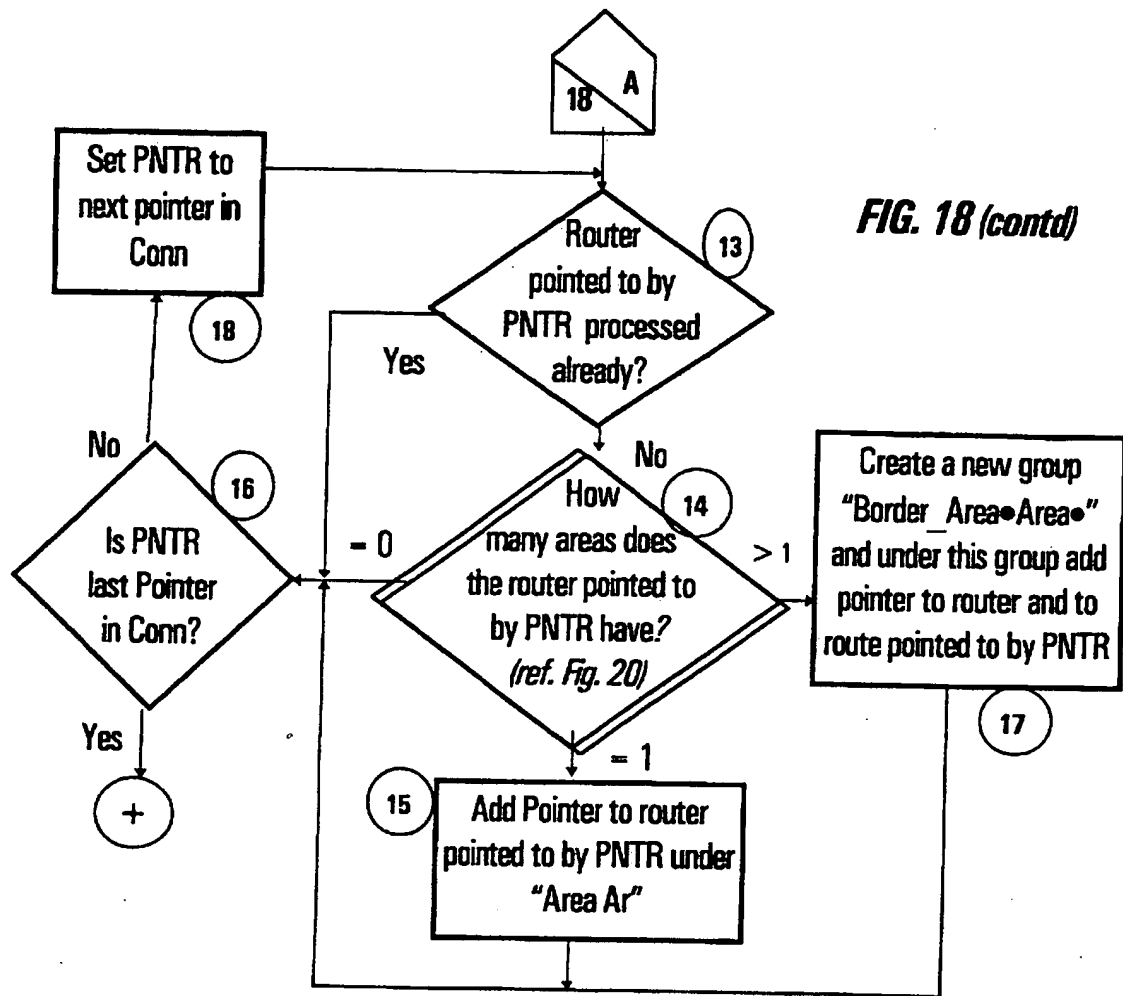 18 A
Set PNTR to
next pointer in
Conn
18
FIG. 18 (contd)
Router
pointed to by
PNTR processed
already?
13
Yes
No
No
16
Is PNTR
last Pointer
in Conn?
Yes
+
= 0
How
many areas does
the router pointed to
by PNTR have?
(ref. Fig. 20)
14
> 1
= 1
Create a new group
“Border_Area•Area•”
and under this group add
pointer to router and to
route pointed to by PNTR
17
15
Add Pointer to router
pointed to by PNTR under
“Area Ar”